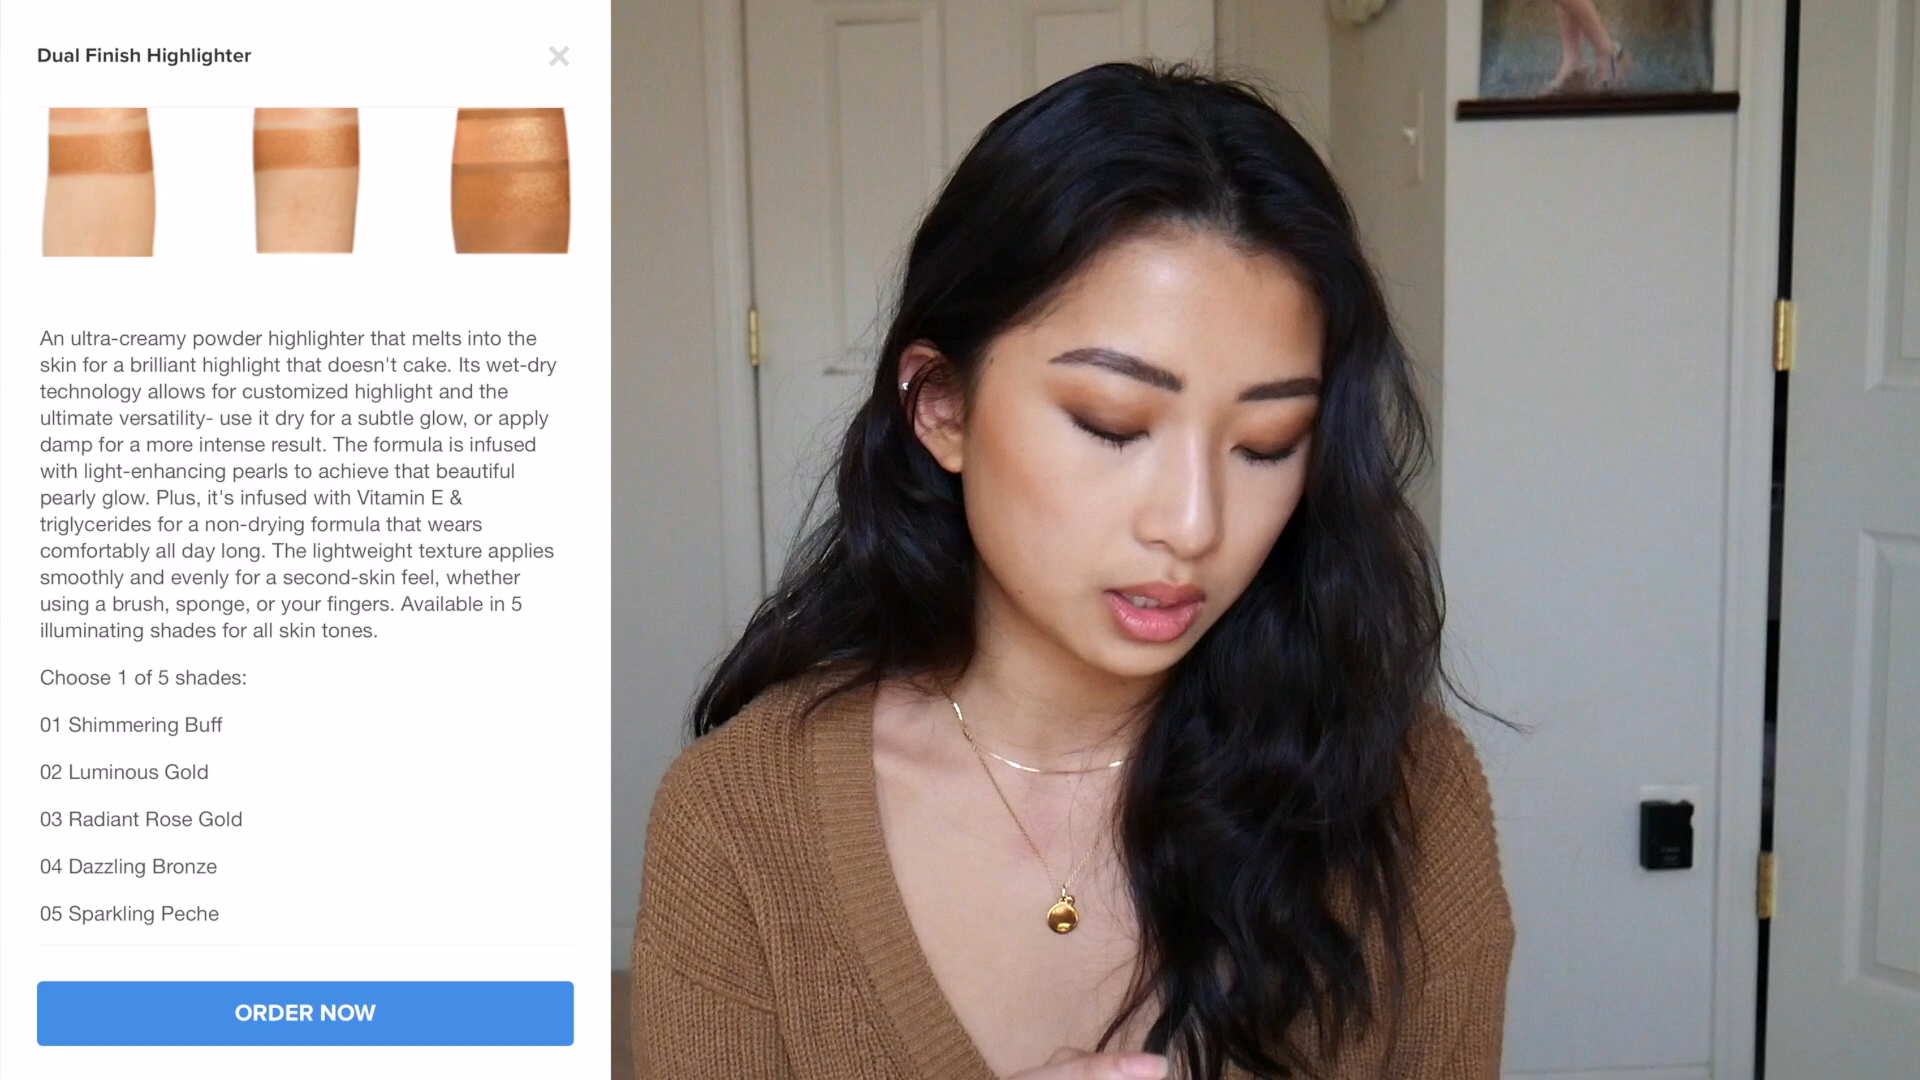 Dual Finish Highlighter
An ultra-creamy powder highlighter that melts into the
skin for a brilliant highlight that doesn't cake. Its wet-dry
technology allows for customized highlight and the
ultimate versatility- use it dry for a subtle glow, or apply
damp for a more intense result. The formula is infused
with light-enhancing pearls to achieve that beautiful
pearly glow. Plus, it's infused with Vitamin E &
triglycerides for a non-drying formula that wears
comfortably all day long. The lightweight texture applies
smoothly and evenly for a second-skin feel, whether
using a brush, sponge, or your fingers. Available in 5
illuminating shades for all skin tones.
Choose 1 of 5 shades:
01 Shimmering Buff
02 Luminous Gold
03 Radiant Rose Gold
04 Dazzling Bronze
05 Sparkling Peche
ORDER NOW